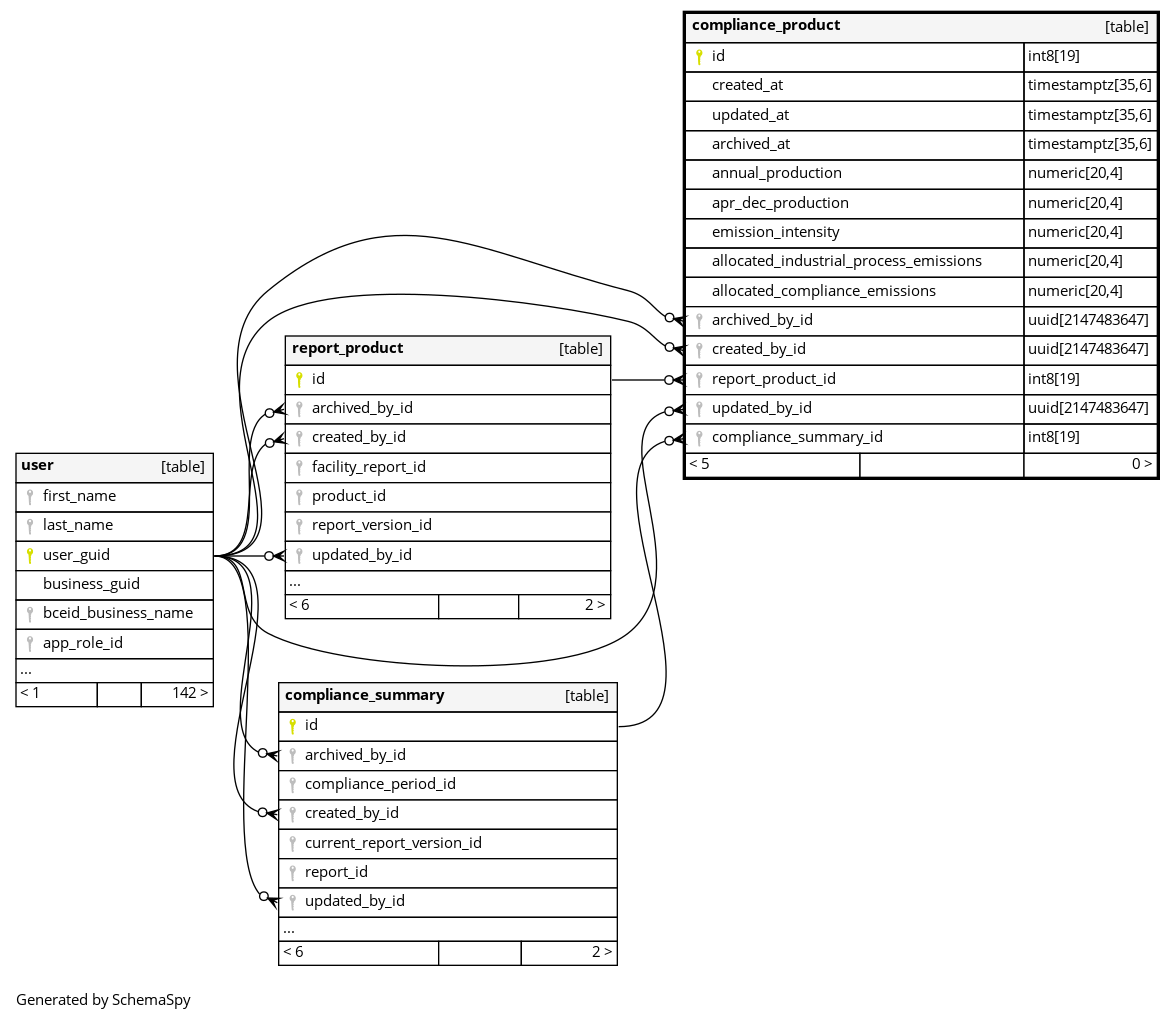 compliance_product [table]
id int8[19]
created_at timestamptz[35,6]
updated_at timestamptz[35,6]
archived_at timestamptz[35,6]
annual_production numeric[20,4]
apr_dec_production numeric[20,4]
emission_intensity numeric[20,4]
allocated_industrial_process_emissions numeric[20,4]
allocated_compliance_emissions numeric[20,4]
archived_by_id uuid[2147483647]
created_by_id uuid[2147483647]
report_product_id int8[19]
updated_by_id uuid[2147483647]
compliance_summary_id int8[19]
< 5 0 >
report_product [table]
id
archived_by_id
created_by_id
facility_report_id
product_id
report_version_id
updated_by_id
...
< 6 2 >
user [table]
first_name
last_name
user_guid
business_guid
bceid_business_name
app_role_id
...
< 1 142 >
compliance_summary [table]
id
archived_by_id
compliance_period_id
created_by_id
current_report_version_id
report_id
updated_by_id
...
< 6 2 >
Generated by SchemaSpy